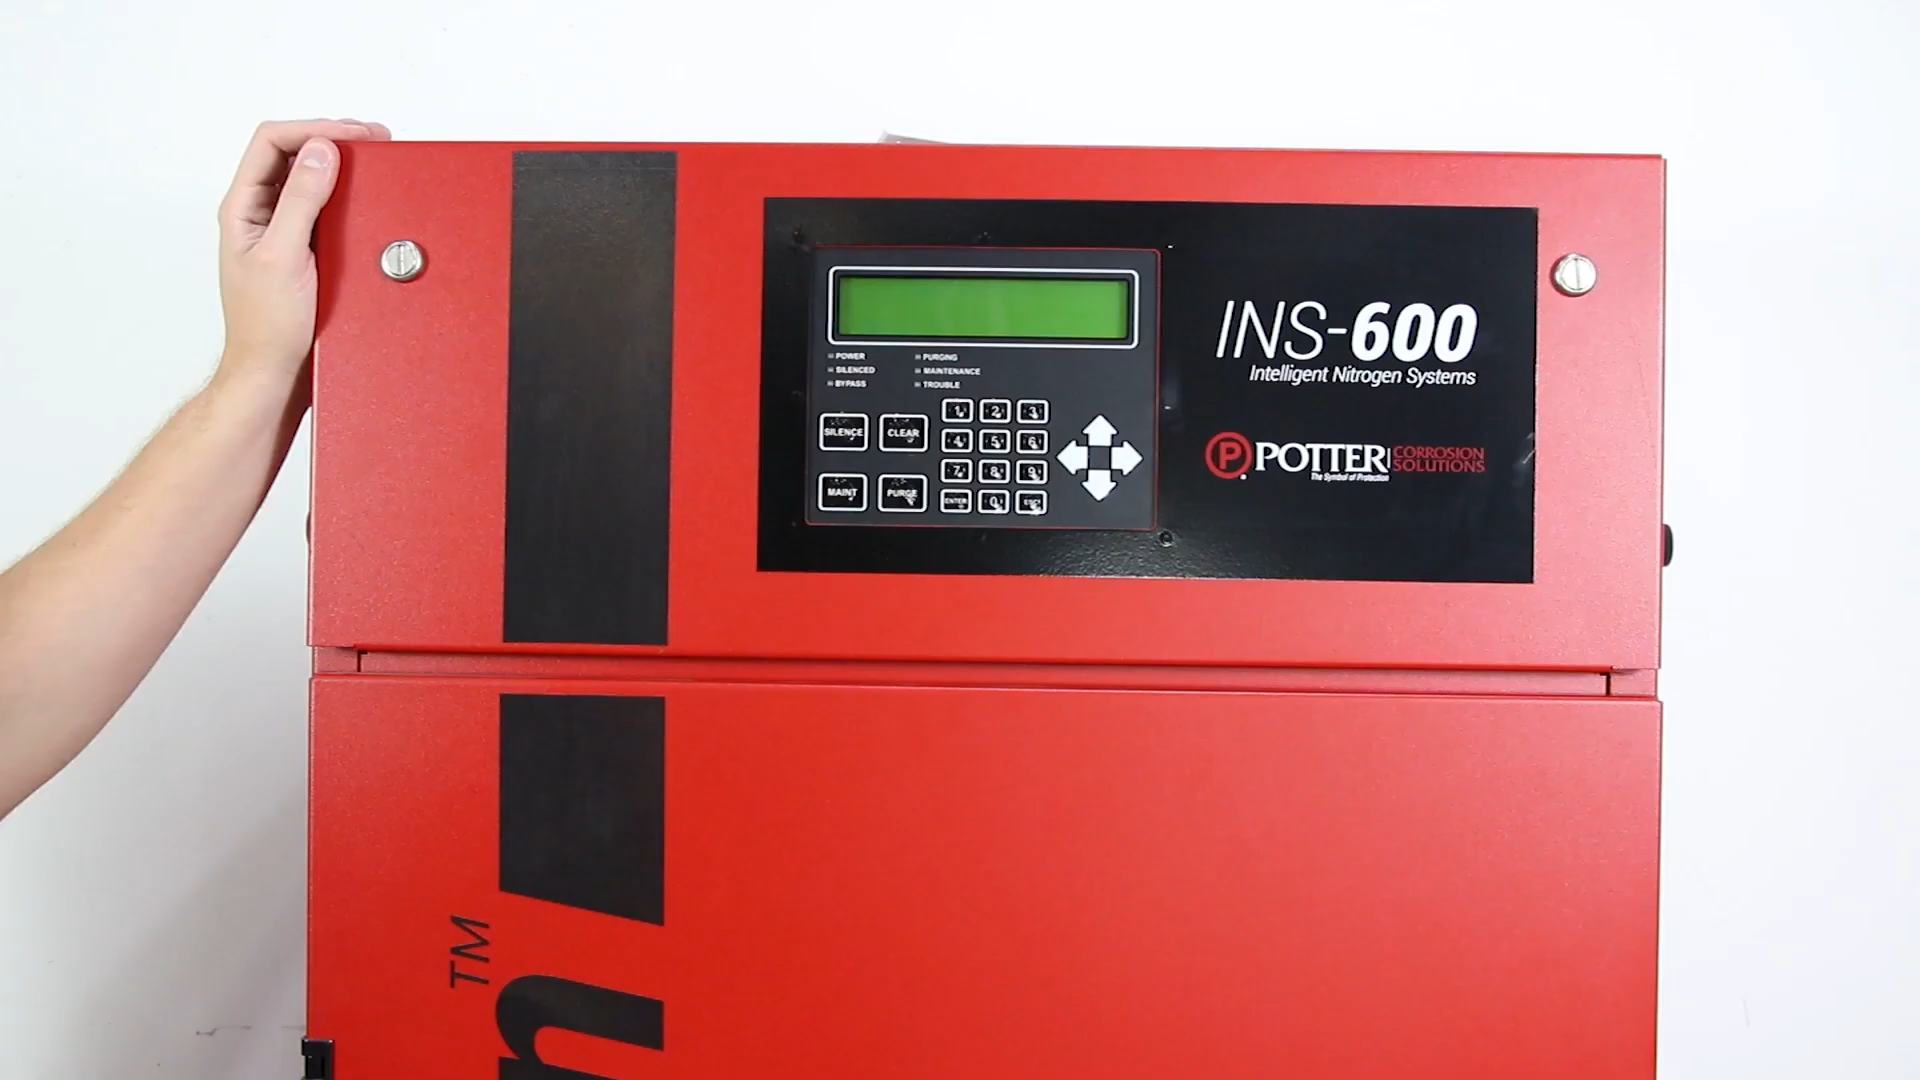 INS-600
Intelligent Nitrogen Systems
POTTER CORROSION SOLUTIONS
The Symbol of Protection
POWER PURGING
SILENCED MAINTENANCE
BYPASS TROUBLE
SILENCE CLEAR 1 2 3
4 5 6
MAINT PURGE 7 8 9
ENTER 0 ESC
TM
n